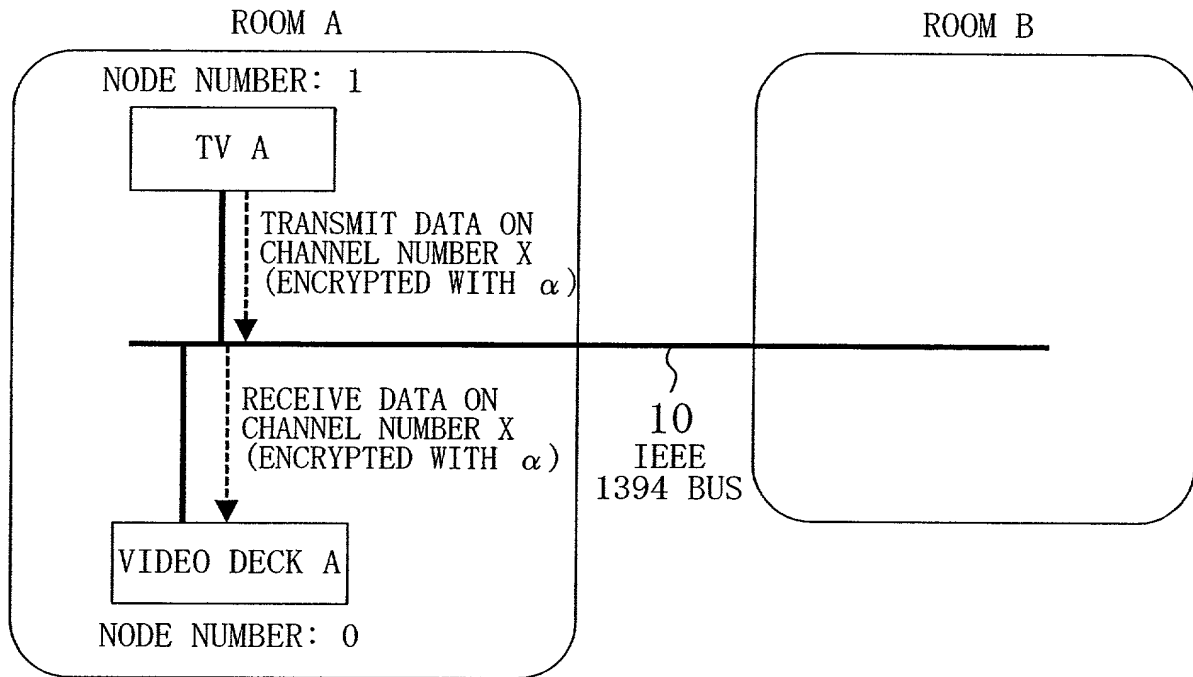 ROOM A
ROOM B
NODE NUMBER: 1
TV A
TRANSMIT DATA ON
CHANNEL NUMBER X
(ENCRYPTED WITH α)
RECEIVE DATA ON
CHANNEL NUMBER X
(ENCRYPTED WITH α)
10
IEEE
1394 BUS
VIDEO DECK A
NODE NUMBER: 0